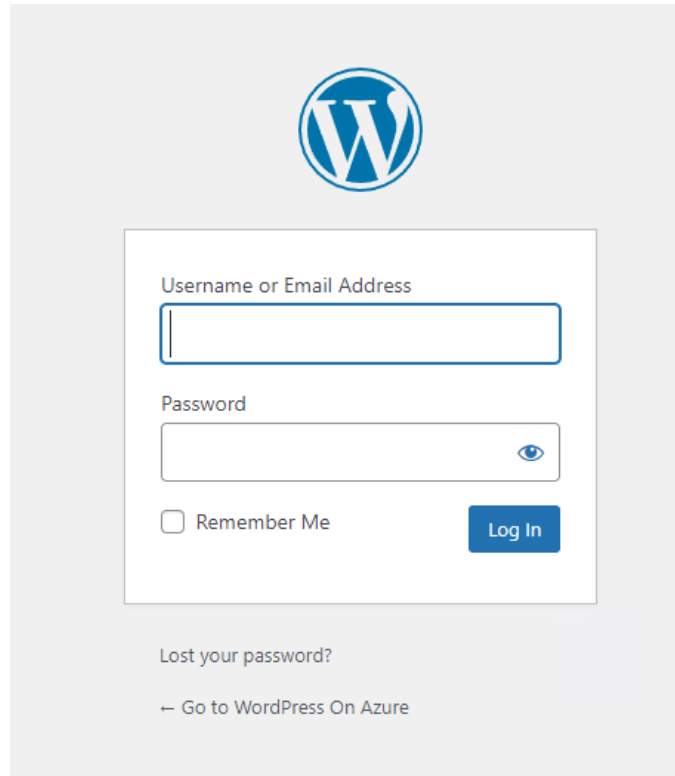 Username or Email Address
Password
Remember Me
Log In
Lost your password?
← Go to WordPress On Azure